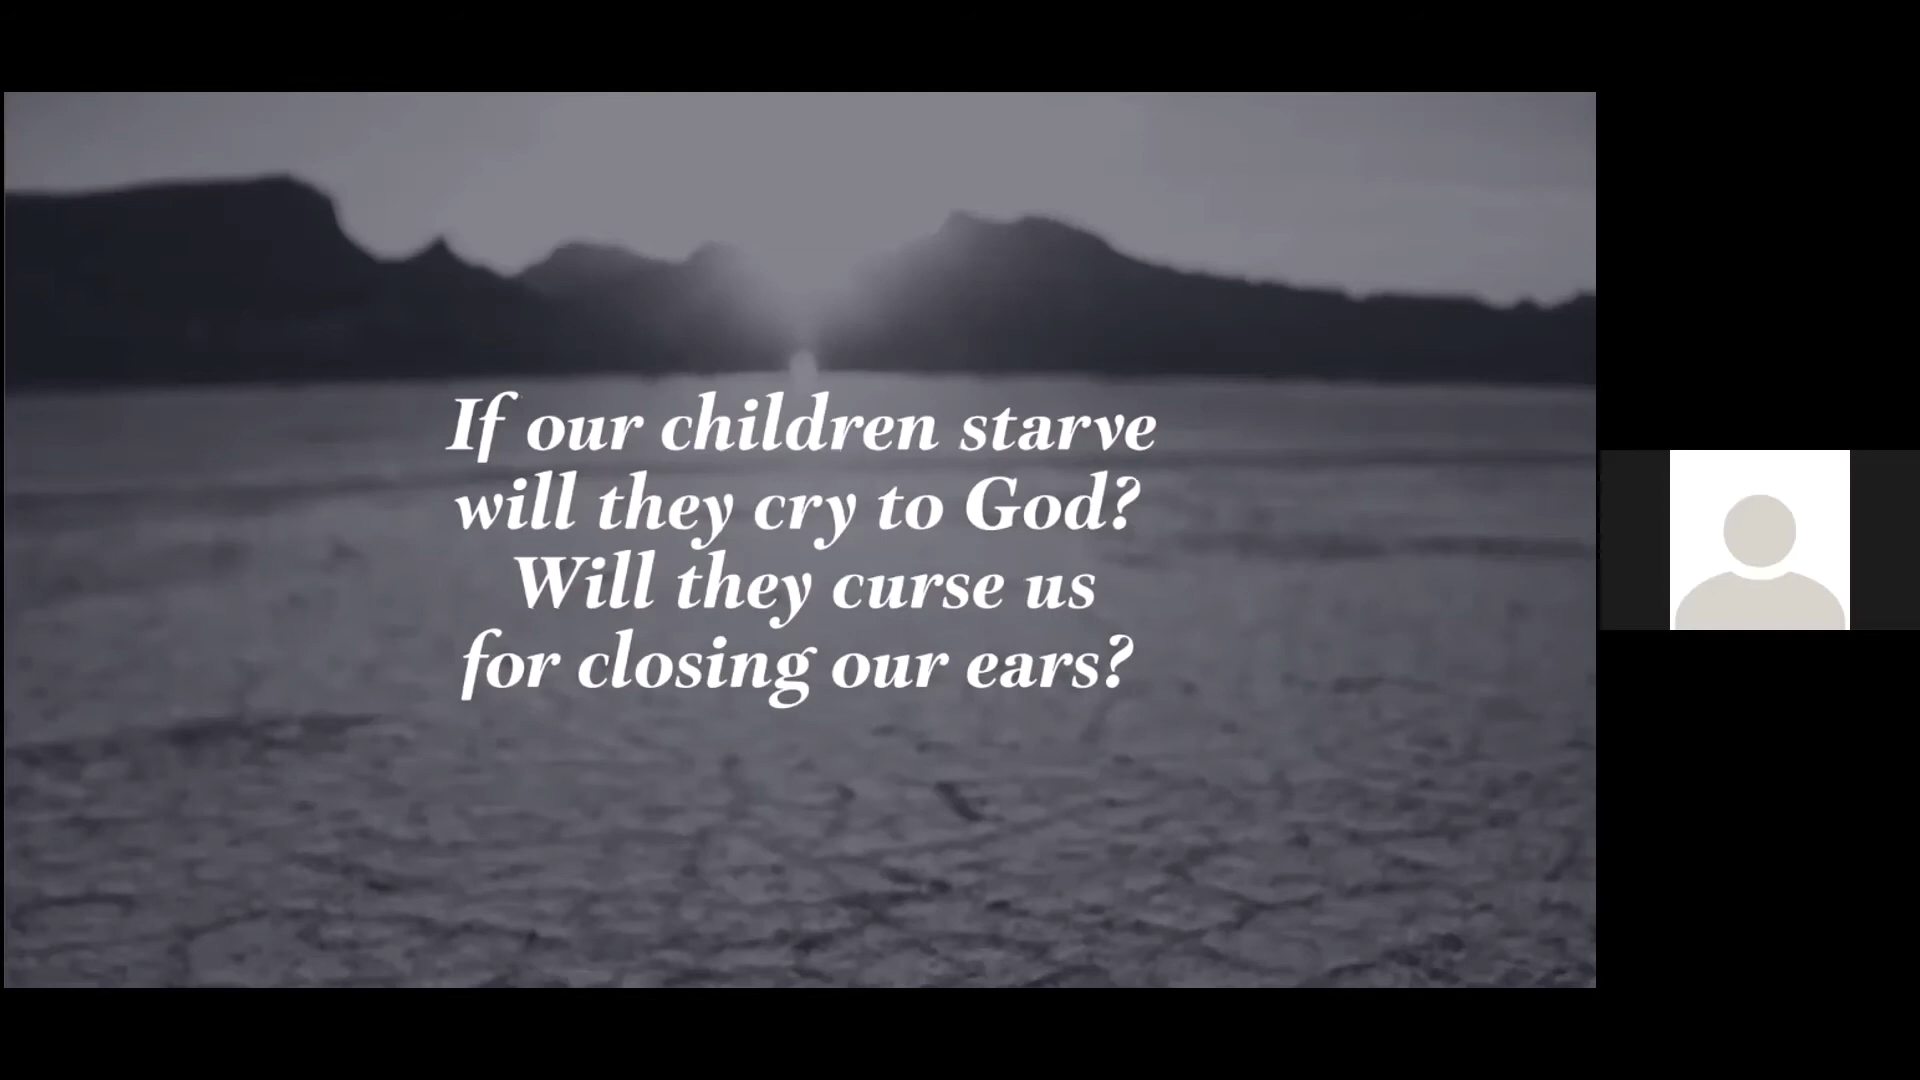 If our children starve
will they cry to God?
Will they curse us
for closing our ears?